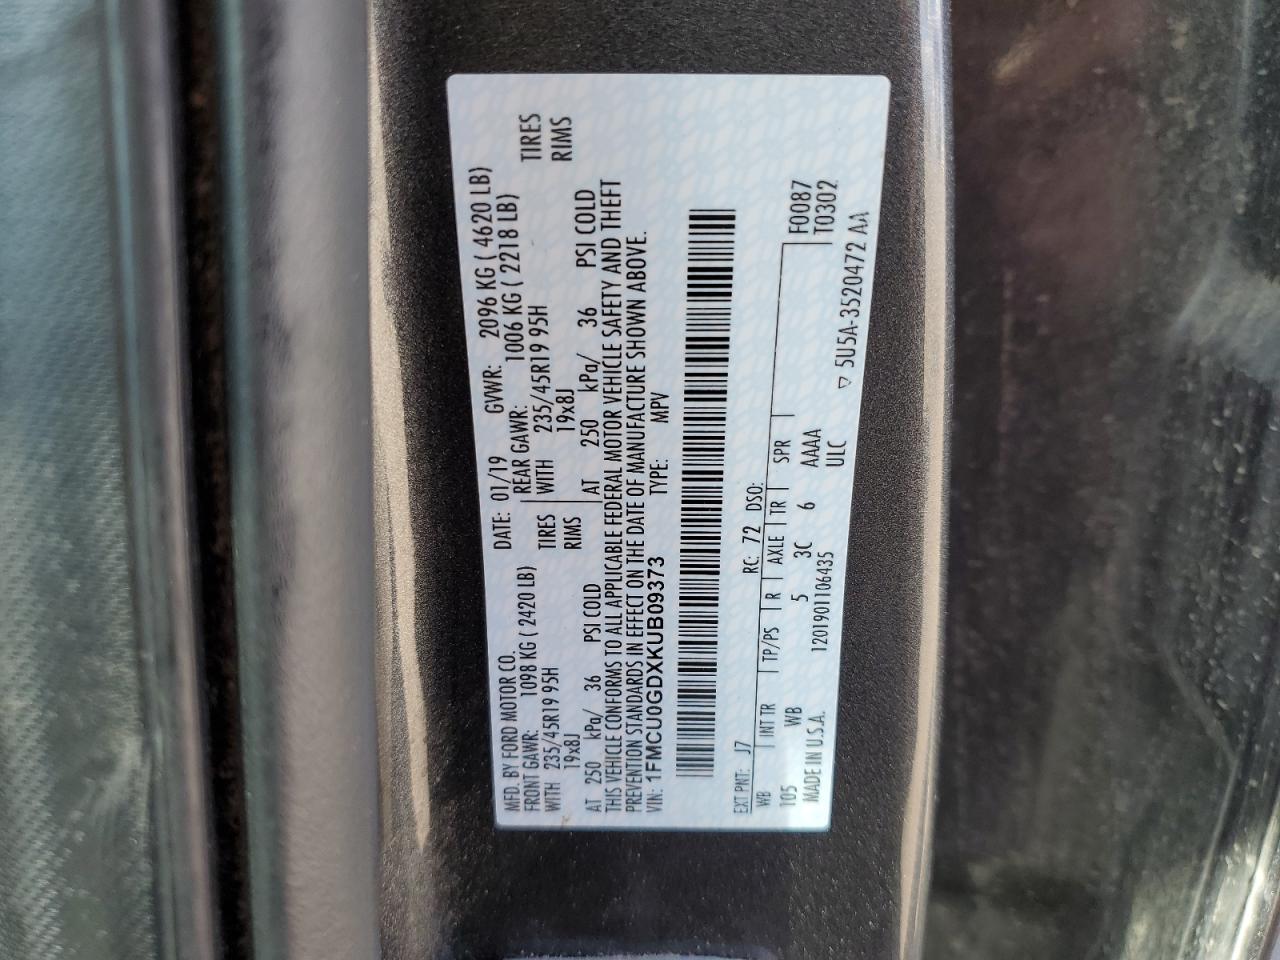 MFD. BY FORD MOTOR CO. DATE: 01/19 GVWR: 2096 KG ( 4620 LB)
FRONT GAWR: 1098 KG ( 2420 LB) REAR GAWR: 1006 KG ( 2218 LB)
WITH 235/45R19 95H TIRES WITH 235/45R19 95H TIRES
19x8J RIMS 19x8J RIMS
AT 250 kPa/ 36 PSI COLD AT 250 kPa/ 36 PSI COLD
THIS VEHICLE CONFORMS TO ALL APPLICABLE FEDERAL MOTOR VEHICLE SAFETY AND THEFT
PREVENTION STANDARDS IN EFFECT ON THE DATE OF MANUFACTURE SHOWN ABOVE.
VIN: 1FMCU0GDXKUB09373 TYPE: MPV
EXT PNT: J7 RC: 72 DSO:
WB INT TR TP/PS R AXLE TR SPR F0087
105 WB 5 3C 6 AAAA T0302
MADE IN U.S.A. 1201901106435 ULC
▽ 5U5A-3520472 AA